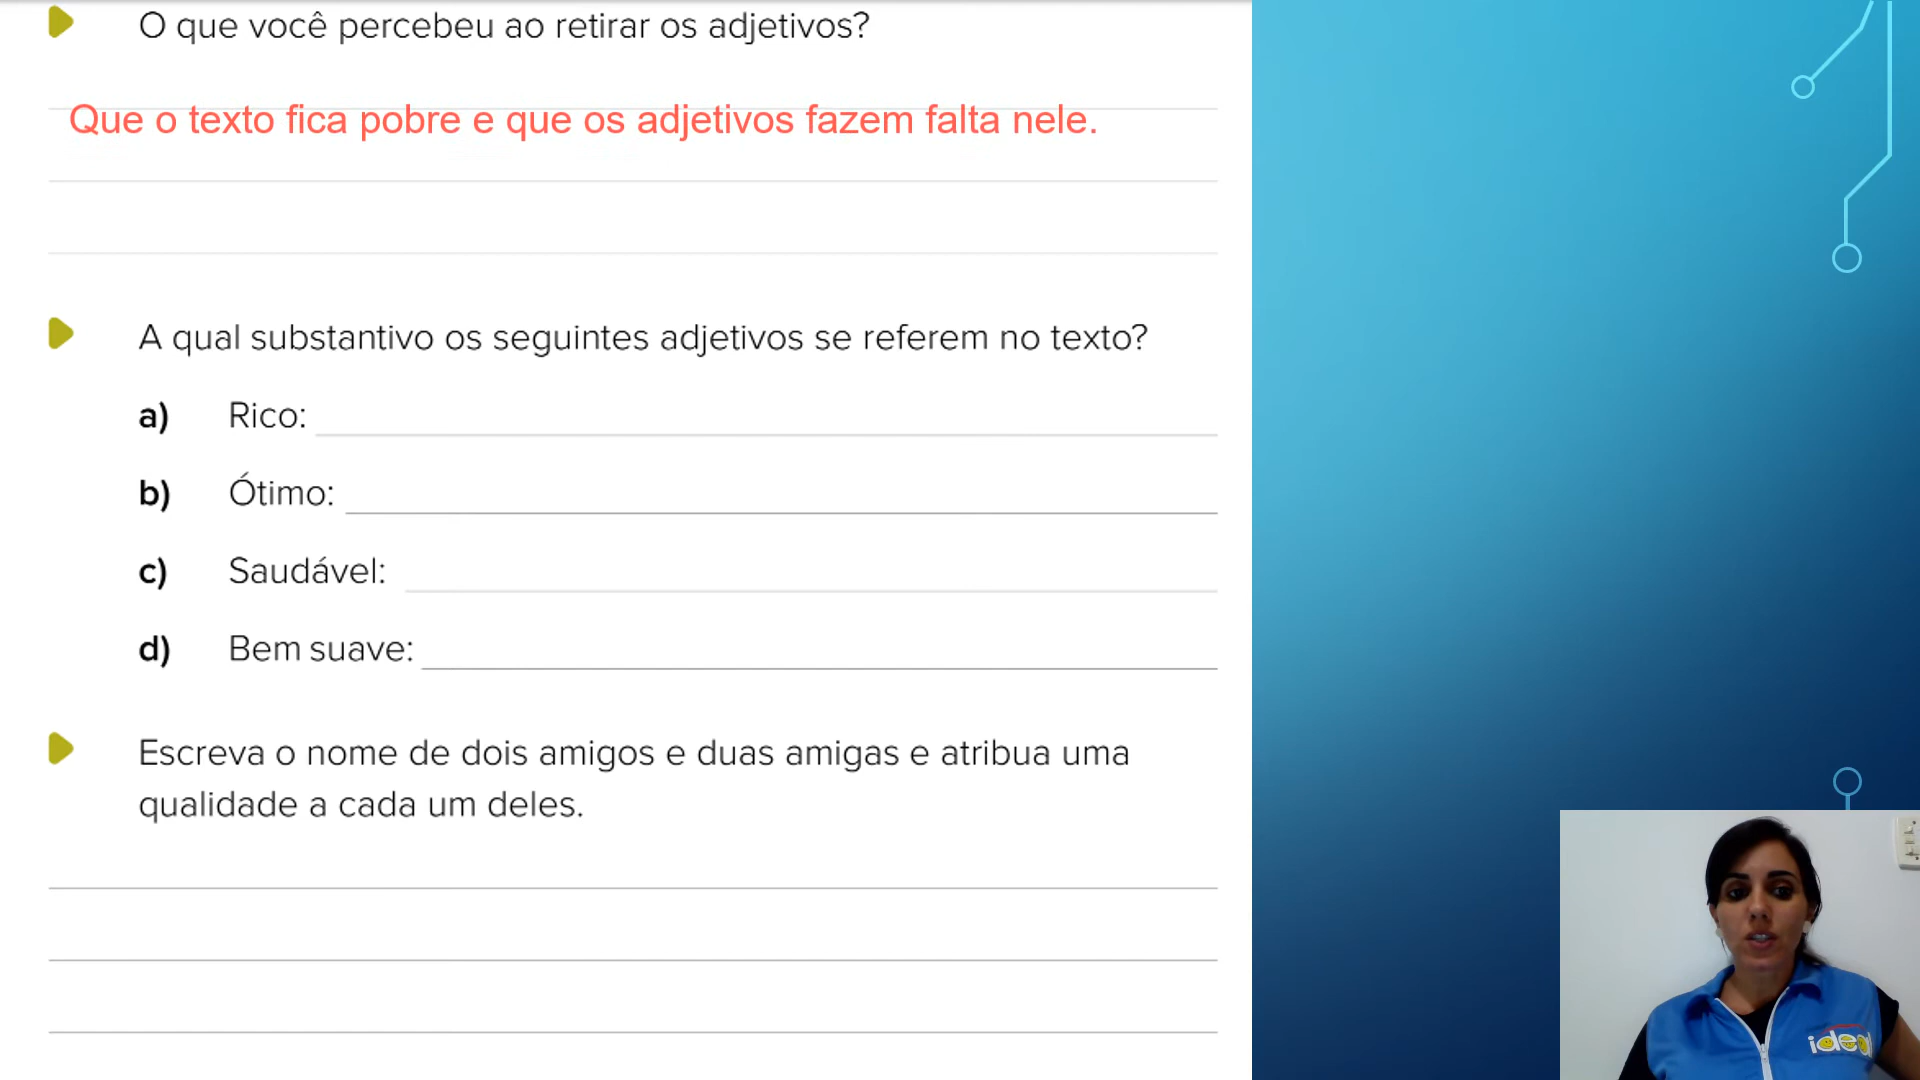 O que você percebeu ao retirar os adjetivos?
Que o texto fica pobre e que os adjetivos fazem falta nele.
A qual substantivo os seguintes adjetivos se referem no texto?
a) Rico:
b) Ótimo:
c) Saudável:
d) Bem suave:
Escreva o nome de dois amigos e duas amigas e atribua uma
qualidade a cada um deles.
ideal